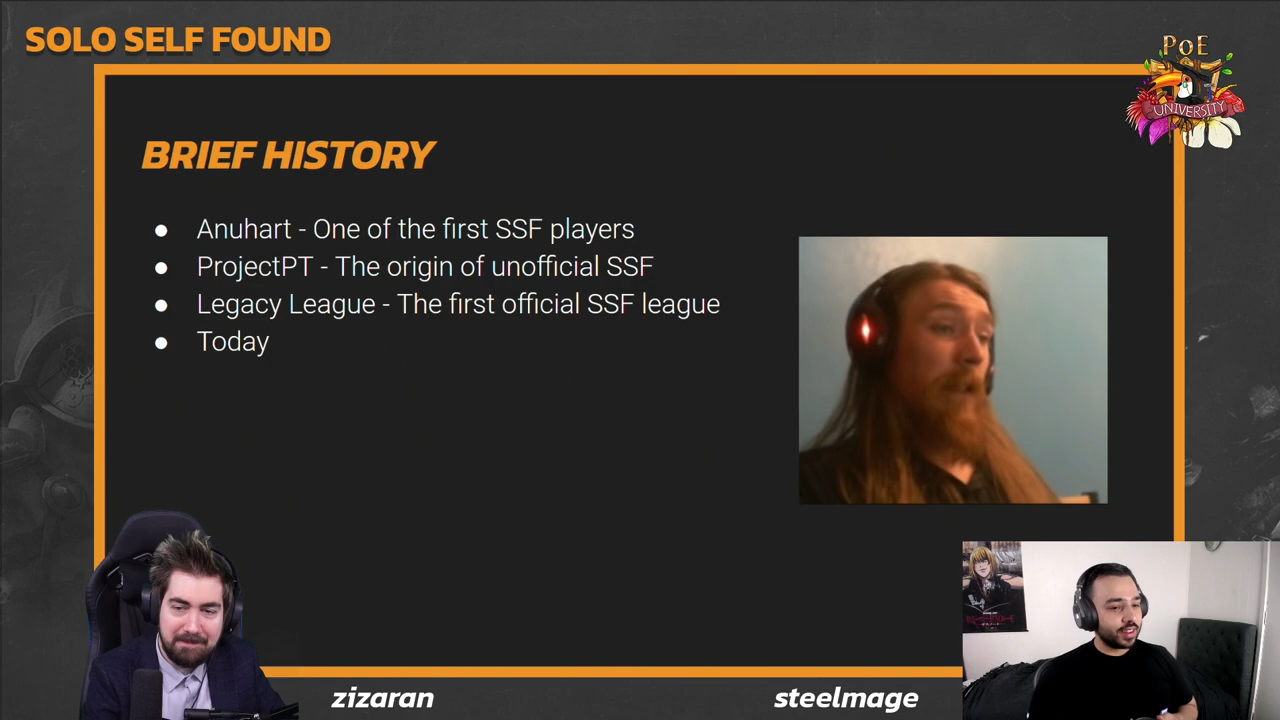 SOLO SELF FOUND
PoE
UNIVERSITY
BRIEF HISTORY
● Anuhart - One of the first SSF players
● ProjectPT - The origin of unofficial SSF
● Legacy League - The first official SSF league
● Today
zizaran
steelmage